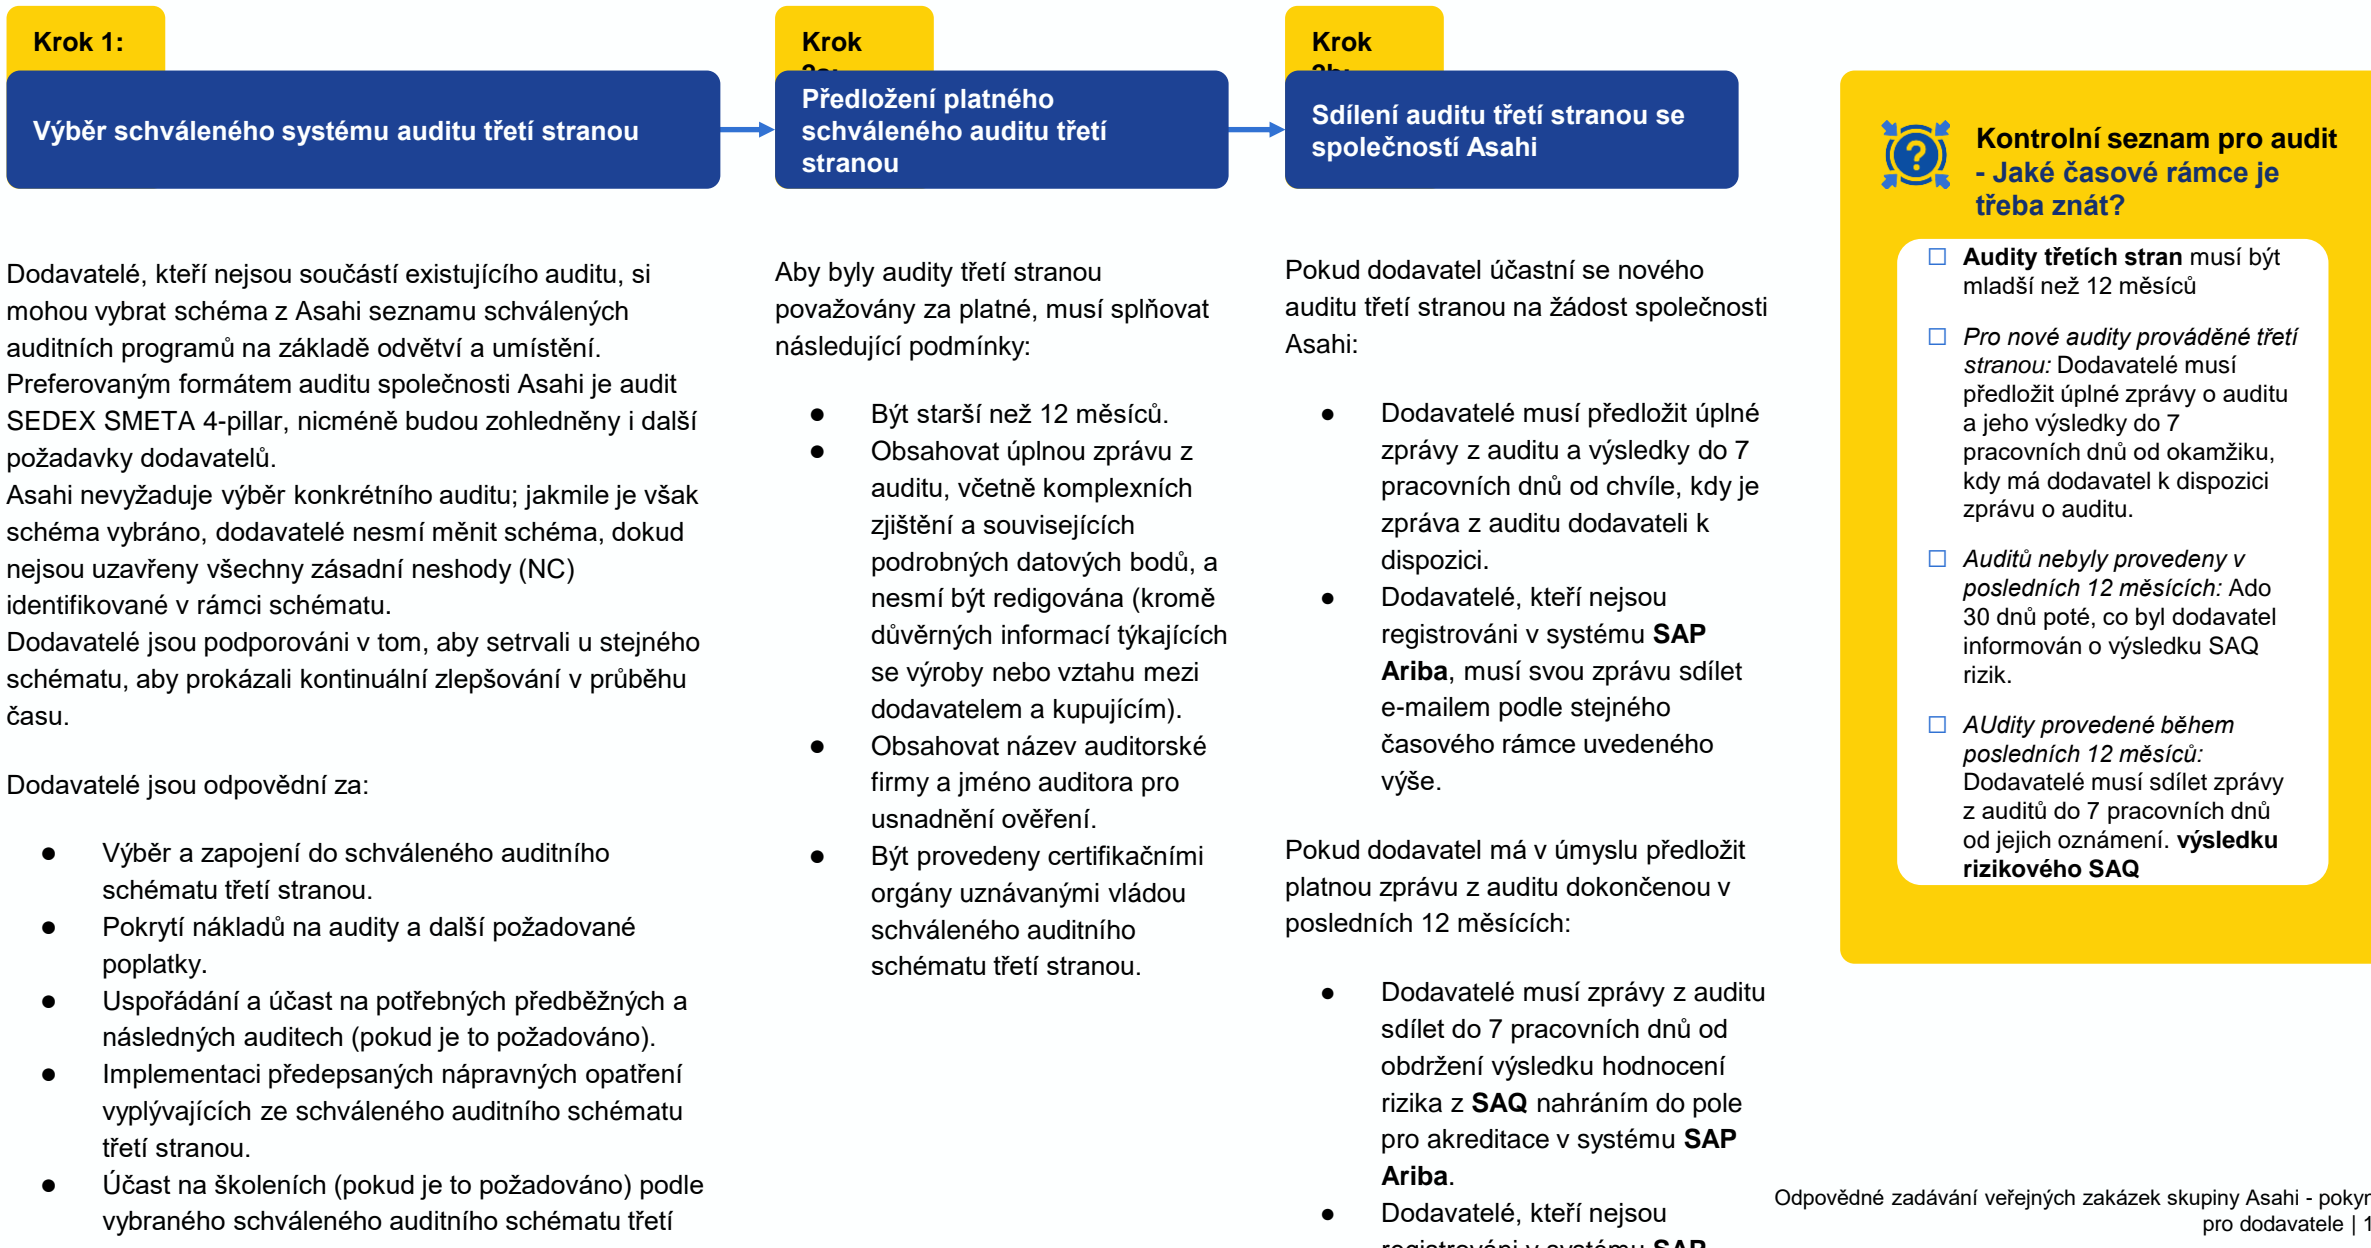 Krok 1:
Výběr schváleného systému auditu třetí stranou
Dodavatelé, kteří nejsou součástí existujícího auditu, si
mohou vybrat schéma z Asahi seznamu schválených
auditních programů na základě odvětví a umístění.
Preferovaným formátem auditu společnosti Asahi je audit
SEDEX SMETA 4-pillar, nicméně budou zohledněny i další
požadavky dodavatelů.
Asahi nevyžaduje výběr konkrétního auditu; jakmile je však
schéma vybráno, dodavatelé nesmí měnit schéma, dokud
nejsou uzavřeny všechny zásadní neshody (NC)
identifikované v rámci schématu.
Dodavatelé jsou podporováni v tom, aby setrvali u stejného
schématu, aby prokázali kontinuální zlepšování v průběhu
času.
Dodavatelé jsou odpovědní za:
● Výběr a zapojení do schváleného auditního
schématu třetí stranou.
● Pokrytí nákladů na audity a další požadované
poplatky.
● Uspořádání a účast na potřebných předběžných a
následných auditech (pokud je to požadováno).
● Implementaci předepsaných nápravných opatření
vyplývajících ze schváleného auditního schématu
třetí stranou.
● Účast na školeních (pokud je to požadováno) podle
vybraného schváleného auditního schématu třetí
Krok
Předložení platného
schváleného auditu třetí
stranou
Aby byly audity třetí stranou
považovány za platné, musí splňovat
následující podmínky:
● Být starší než 12 měsíců.
● Obsahovat úplnou zprávu z
auditu, včetně komplexních
zjištění a souvisejících
podrobných datových bodů, a
nesmí být redigována (kromě
důvěrných informací týkajících
se výroby nebo vztahu mezi
dodavatelem a kupujícím).
● Obsahovat název auditorské
firmy a jméno auditora pro
usnadnění ověření.
● Být provedeny certifikačními
orgány uznávanými vládou
schváleného auditního
schématu třetí stranou.
Krok
Sdílení auditu třetí stranou se
společností Asahi
Pokud dodavatel účastní se nového
auditu třetí stranou na žádost společnosti
Asahi:
● Dodavatelé musí předložit úplné
zprávy z auditu a výsledky do 7
pracovních dnů od chvíle, kdy je
zpráva z auditu dodavateli k
dispozici.
● Dodavatelé, kteří nejsou
registrováni v systému SAP
Ariba, musí svou zprávu sdílet
e-mailem podle stejného
časového rámce uvedeného
výše.
Pokud dodavatel má v úmyslu předložit
platnou zprávu z auditu dokončenou v
posledních 12 měsících:
● Dodavatelé musí zprávy z auditu
sdílet do 7 pracovních dnů od
obdržení výsledku hodnocení
rizika z SAQ nahráním do pole
pro akreditace v systému SAP
Ariba.
● Dodavatelé, kteří nejsou
registrováni v systému SAP
Kontrolní seznam pro audit
- Jaké časové rámce je
třeba znát?
☐ Audity třetích stran musí být
mladší než 12 měsíců
☐ Pro nové audity prováděné třetí
stranou: Dodavatelé musí
předložit úplné zprávy o auditu
a jeho výsledky do 7
pracovních dnů od okamžiku,
kdy má dodavatel k dispozici
zprávu o auditu.
☐ Auditů nebyly provedeny v
posledních 12 měsících: Ado
30 dnů poté, co byl dodavatel
informován o výsledku SAQ
rizik.
☐ AUdity provedené během
posledních 12 měsíců:
Dodavatelé musí sdílet zprávy
z auditů do 7 pracovních dnů
od jejich oznámení. výsledku
rizikového SAQ
Odpovědné zadávání veřejných zakázek skupiny Asahi - pokyn
pro dodavatele | 1